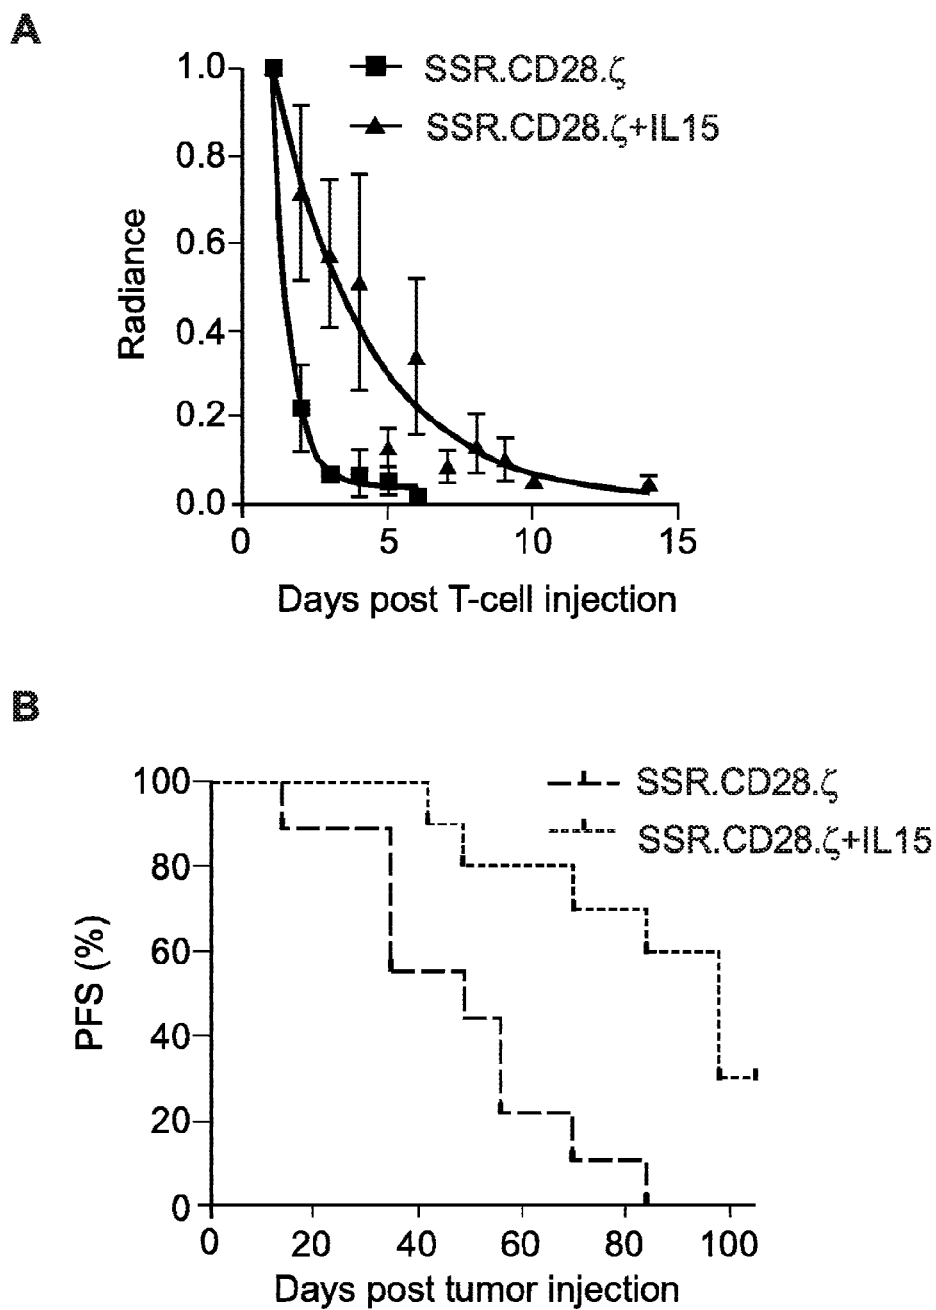 A
1.0
0.8
0.6
0.4
0.2
0.0
Radiance
SSR.CD28.ζ
SSR.CD28.ζ+IL15
0 5 10 15
Days post T-cell injection
B
100
80
60
40
20
0
PFS (%)
SSR.CD28.ζ
SSR.CD28.ζ+IL15
0 20 40 60 80 100
Days post tumor injection